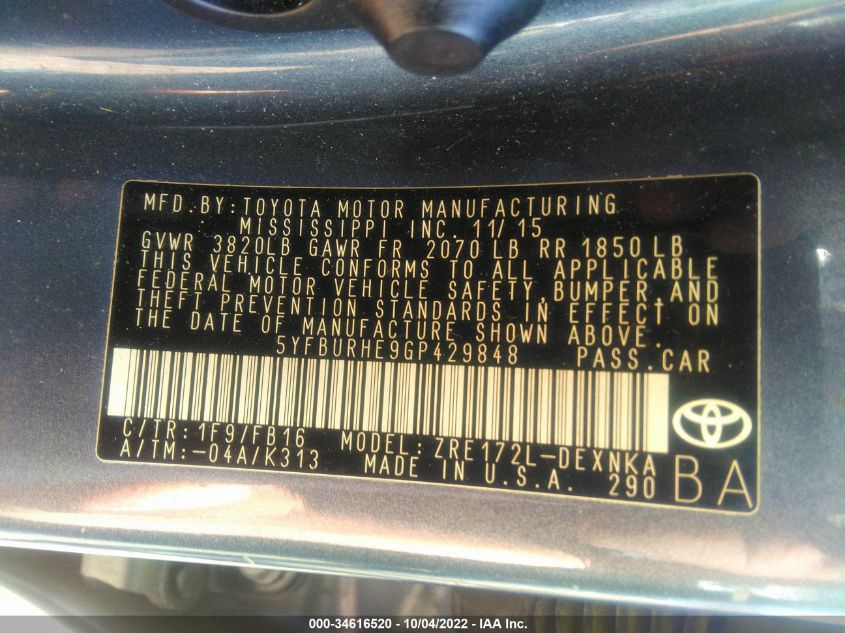 MFD.BY:TOYOTA MOTOR MANUFACTURING
MISSISSIPPI INC. 11/15
GVWR 3820LB GAWR FR 2070 LB RR 1850 LB
THIS VEHICLE CONFORMS TO ALL APPLICABLE
FEDERAL MOTOR VEHICLE SAFETY,BUMPER,AND
THEFT PREVENTION STANDARDS IN EFFECT ON
THE DATE OF MANUFACTURE SHOWN ABOVE.
5YFBURHE9GP429848 PASS.CAR
C/TR:1F9/FB16 MODEL:ZRE172L-DEXNKA
A/TM:-04A/K313 MADE IN U.S.A. 290
BA
000-34616520 - 10/04/2022 - IAA Inc.